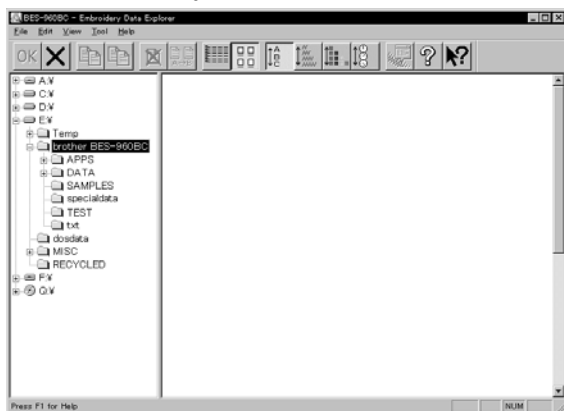 BES-960BC - Embroidery Data Explorer
File Edit View Tool Help
OK
A
B
C
A:¥
C:¥
D:¥
E:¥
Temp
brother BES-960BC
APPS
DATA
SAMPLES
specialdata
TEST
txt
dosdata
MISC
RECYCLED
F:¥
Q:¥
Press F1 for Help
NUM